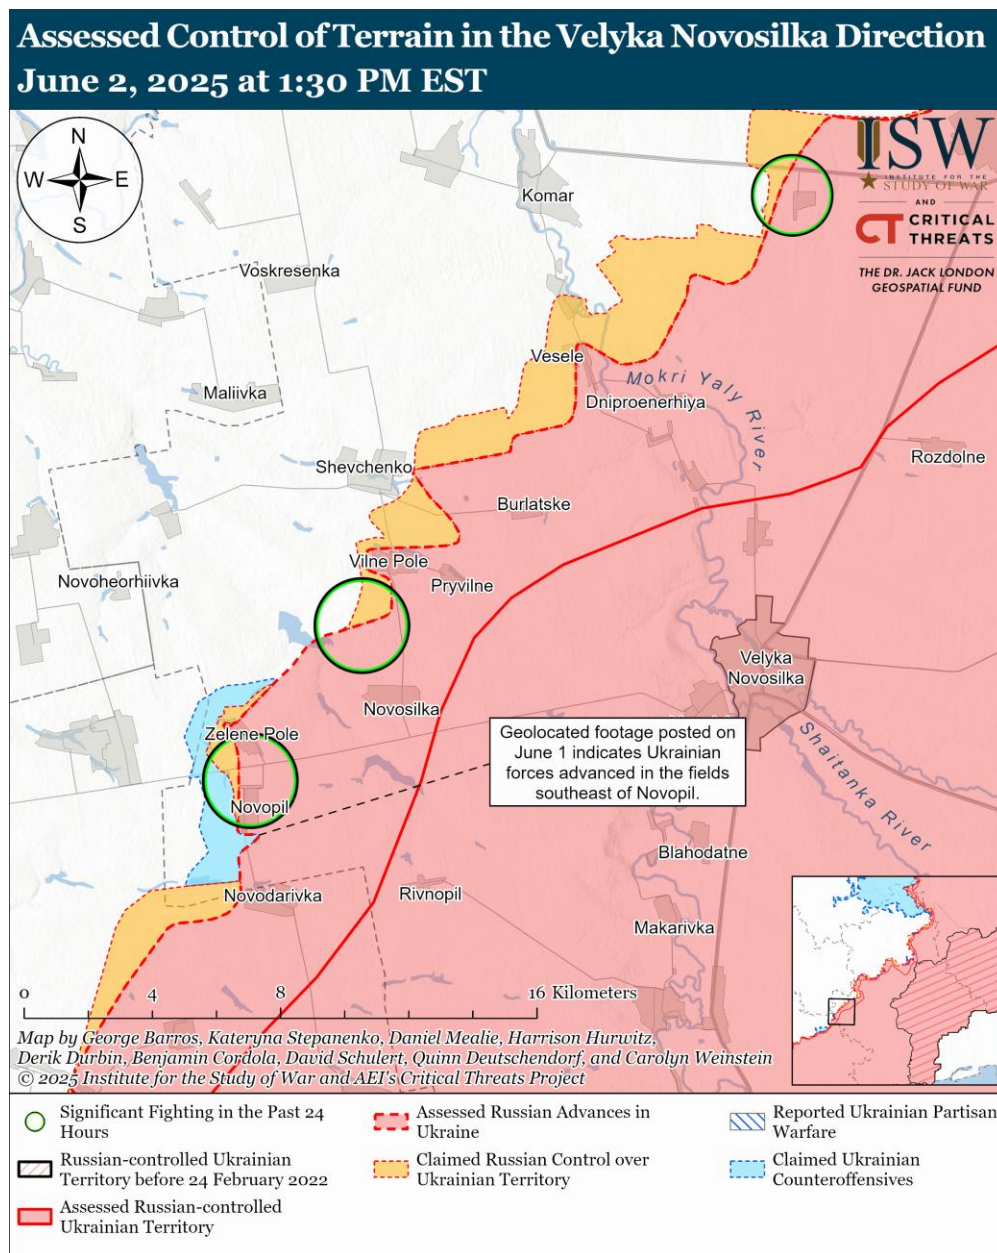 Assessed Control of Terrain in the Velyka Novosilka Direction
June 2, 2025 at 1:30 PM EST
N
W
E
S
ISW
INSTITUTE FOR THE
STUDY OF WAR
AND
CT CRITICAL
THREATS
THE DR. JACK LONDON
GEOSPATIAL FUND
Komar
Voskresenka
Vesele
Mokri Yaly River
Maliivka
Dniproenerhiya
Shevchenko
Rozdolne
Burlatske
Vilne Pole
Novoheorhiivka
Pryvilne
Velyka
Novosilka
Novosilka
Zelene Pole
Shaitanka River
Geolocated footage posted on
June 1 indicates Ukrainian
forces advanced in the fields
southeast of Novopil.
Novopil
Blahodatne
Novodarivka
Rivnopil
Makarivka
0
4
8
16 Kilometers
Map by George Barros, Kateryna Stepanenko, Daniel Mealie, Harrison Hurwitz,
Derik Durbin, Benjamin Cordola, David Schulert, Quinn Deutschendorf, and Carolyn Weinstein
© 2025 Institute for the Study of War and AEI's Critical Threats Project
Significant Fighting in the Past 24
Hours
Russian-controlled Ukrainian
Territory before 24 February 2022
Assessed Russian-controlled
Ukrainian Territory
Assessed Russian Advances in
Ukraine
Claimed Russian Control over
Ukrainian Territory
Reported Ukrainian Partisan
Warfare
Claimed Ukrainian
Counteroffensives